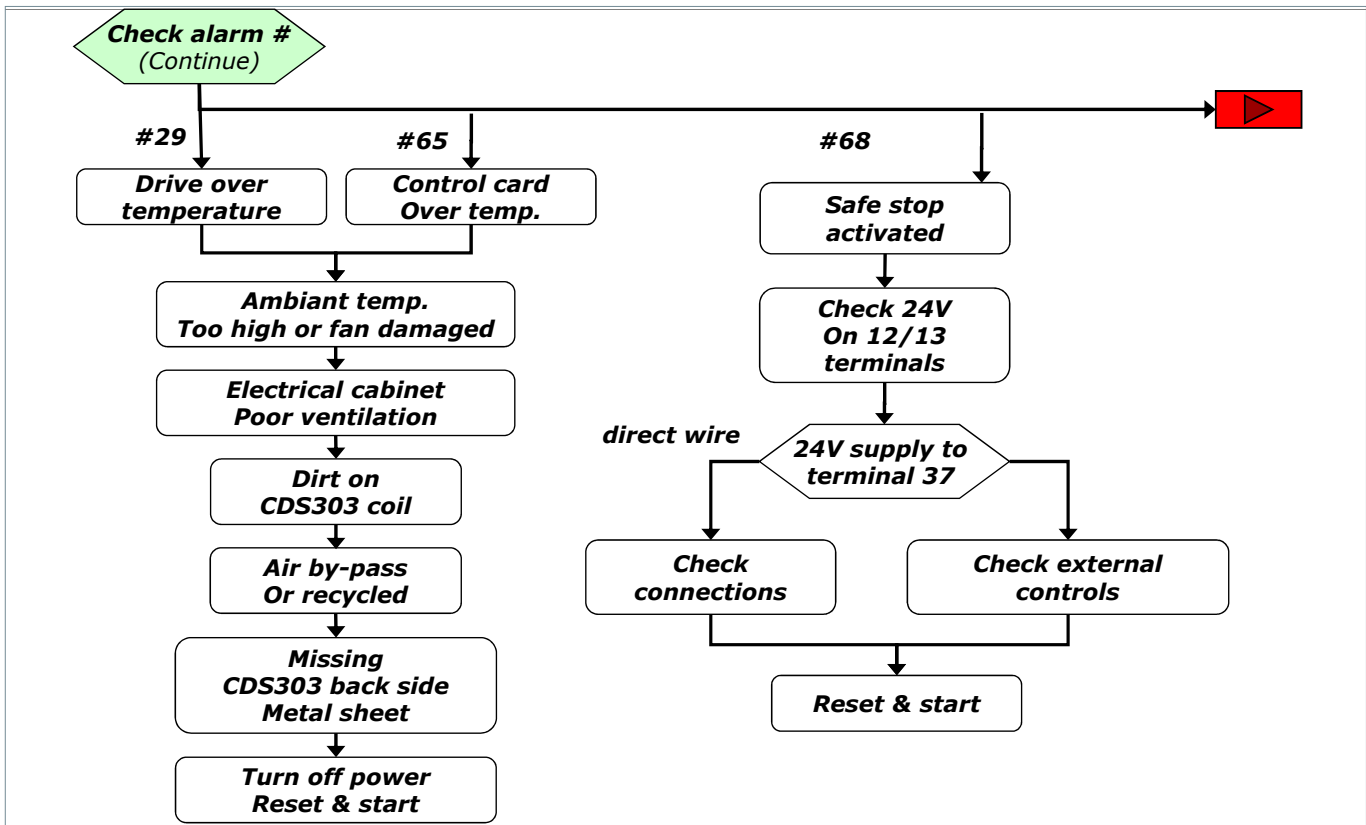 Check alarm #
(Continue)
#29
#65
#68
Drive over
temperature
Control card
Over temp.
Safe stop
activated
Ambiant temp.
Too high or fan damaged
Check 24V
On 12/13
terminals
Electrical cabinet
Poor ventilation
direct wire
24V supply to
terminal 37
Dirt on
CDS303 coil
Air by-pass
Or recycled
Check
connections
Check external
controls
Missing
CDS303 back side
Metal sheet
Reset & start
Turn off power
Reset & start